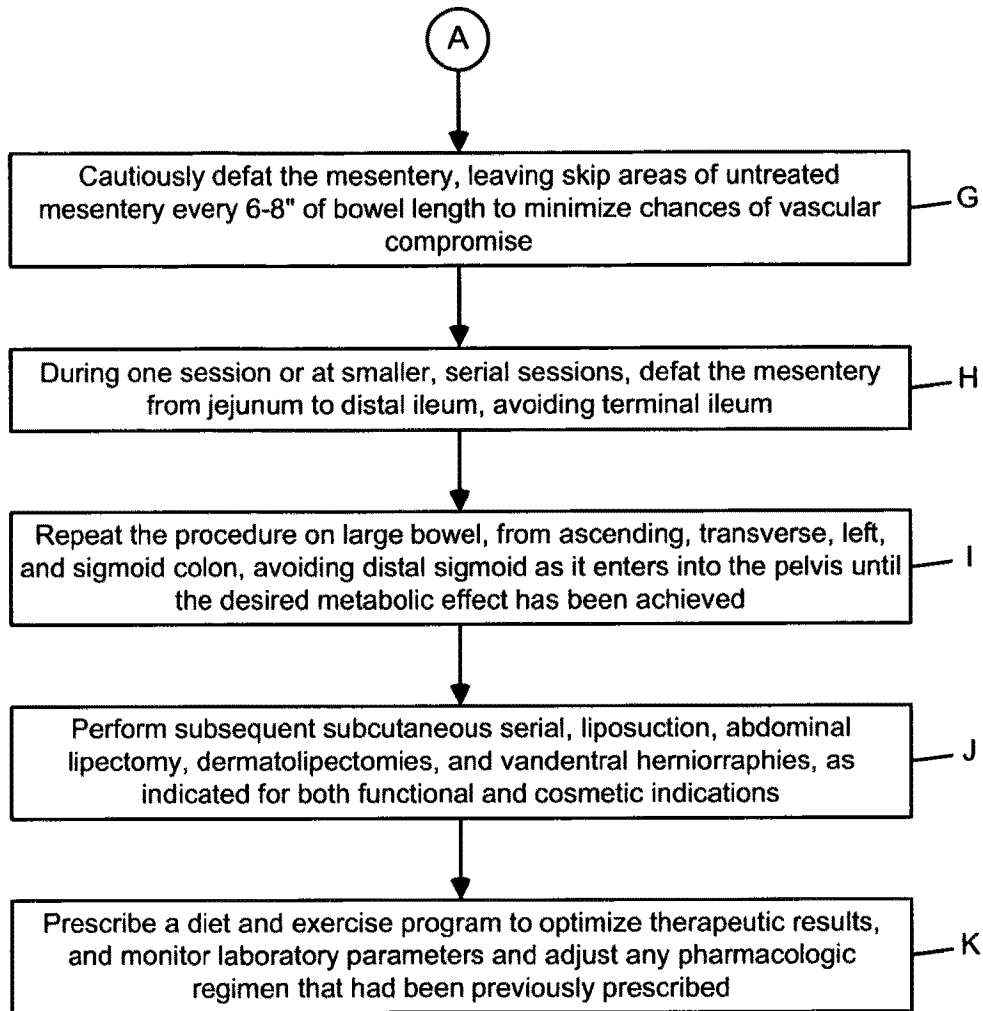 A
Cautiously defat the mesentery, leaving skip areas of untreated
mesentery every 6-8" of bowel length to minimize chances of vascular
compromise
G
During one session or at smaller, serial sessions, defat the mesentery
from jejunum to distal ileum, avoiding terminal ileum
H
Repeat the procedure on large bowel, from ascending, transverse, left,
and sigmoid colon, avoiding distal sigmoid as it enters into the pelvis until
the desired metabolic effect has been achieved
I
Perform subsequent subcutaneous serial, liposuction, abdominal
lipectomy, dermatolipectomies, and vandentral herniorraphies, as
indicated for both functional and cosmetic indications
J
Prescribe a diet and exercise program to optimize therapeutic results,
and monitor laboratory parameters and adjust any pharmacologic
regimen that had been previously prescribed
K